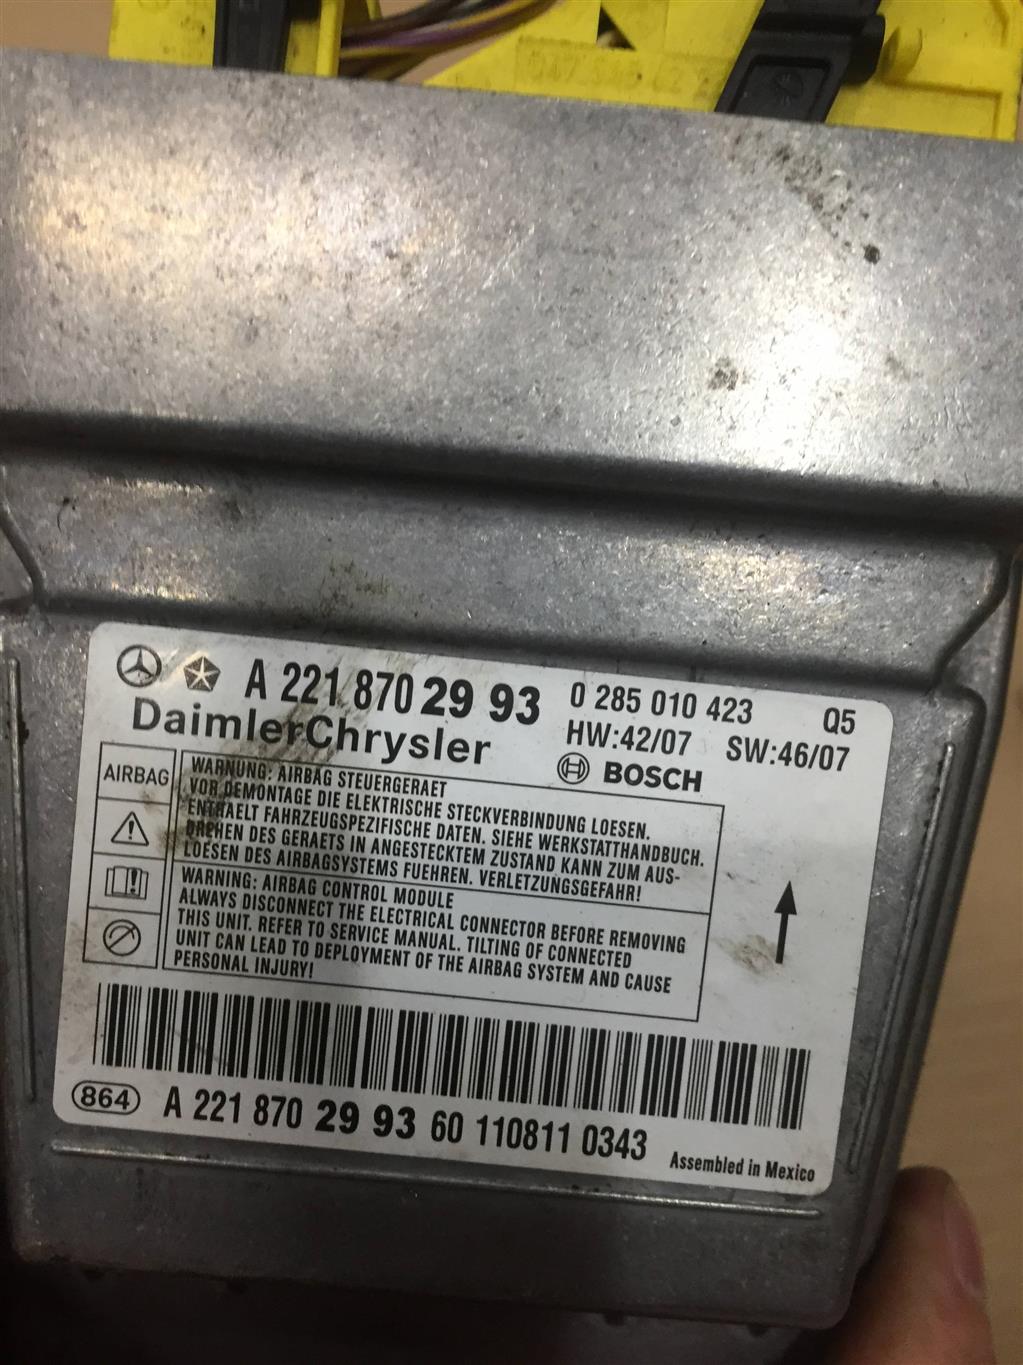 A 221 870 29 93 0 285 010 423 Q5
DaimlerChrysler HW:42/07 SW:46/07
BOSCH
AIRBAG
WARNUNG: AIRBAG STEUERGERAET
VOR DEMONTAGE DIE ELEKTRISCHE STECKVERBINDUNG LOESEN.
ENTHAELT FAHRZEUGSPEZIFISCHE DATEN. SIEHE WERKSTATTHANDBUCH.
DREHEN DES GERAETS IN ANGESTECKTEM ZUSTAND KANN ZUM AUS-
LOESEN DES AIRBAGSYSTEMS FUEHREN. VERLETZUNGSGEFAHR!
WARNING: AIRBAG CONTROL MODULE
ALWAYS DISCONNECT THE ELECTRICAL CONNECTOR BEFORE REMOVING
THIS UNIT. REFER TO SERVICE MANUAL. TILTING OF CONNECTED
UNIT CAN LEAD TO DEPLOYMENT OF THE AIRBAG SYSTEM AND CAUSE
PERSONAL INJURY!
864 A 221 870 29 93 60 110811 0343
Assembled in Mexico